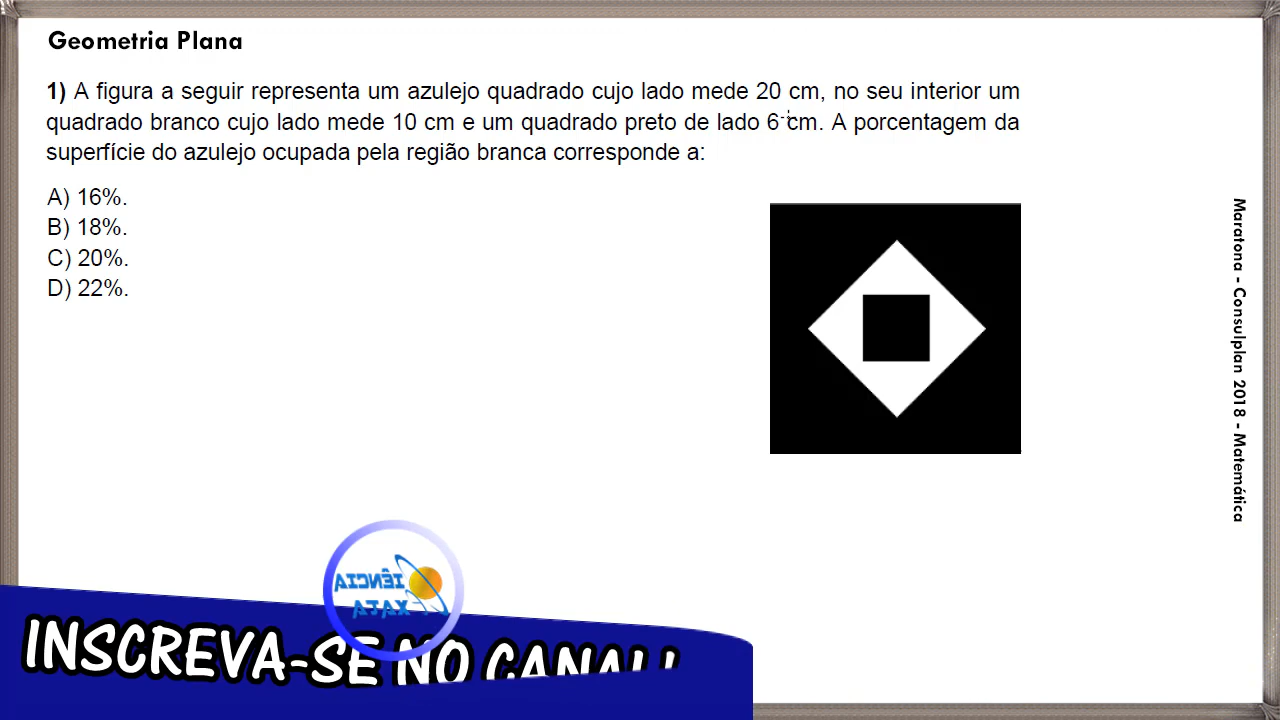 Geometria Plana
1) A figura a seguir representa um azulejo quadrado cujo lado mede 20 cm, no seu interior um
quadrado branco cujo lado mede 10 cm e um quadrado preto de lado 6 cm. A porcentagem da
superfície do azulejo ocupada pela região branca corresponde a:
A) 16%.
B) 18%.
C) 20%.
D) 22%.
Maratona - Consulplan 2018 - Matemática
IÊNCIA
XATA
INSCREVA-SE NO CANAL!